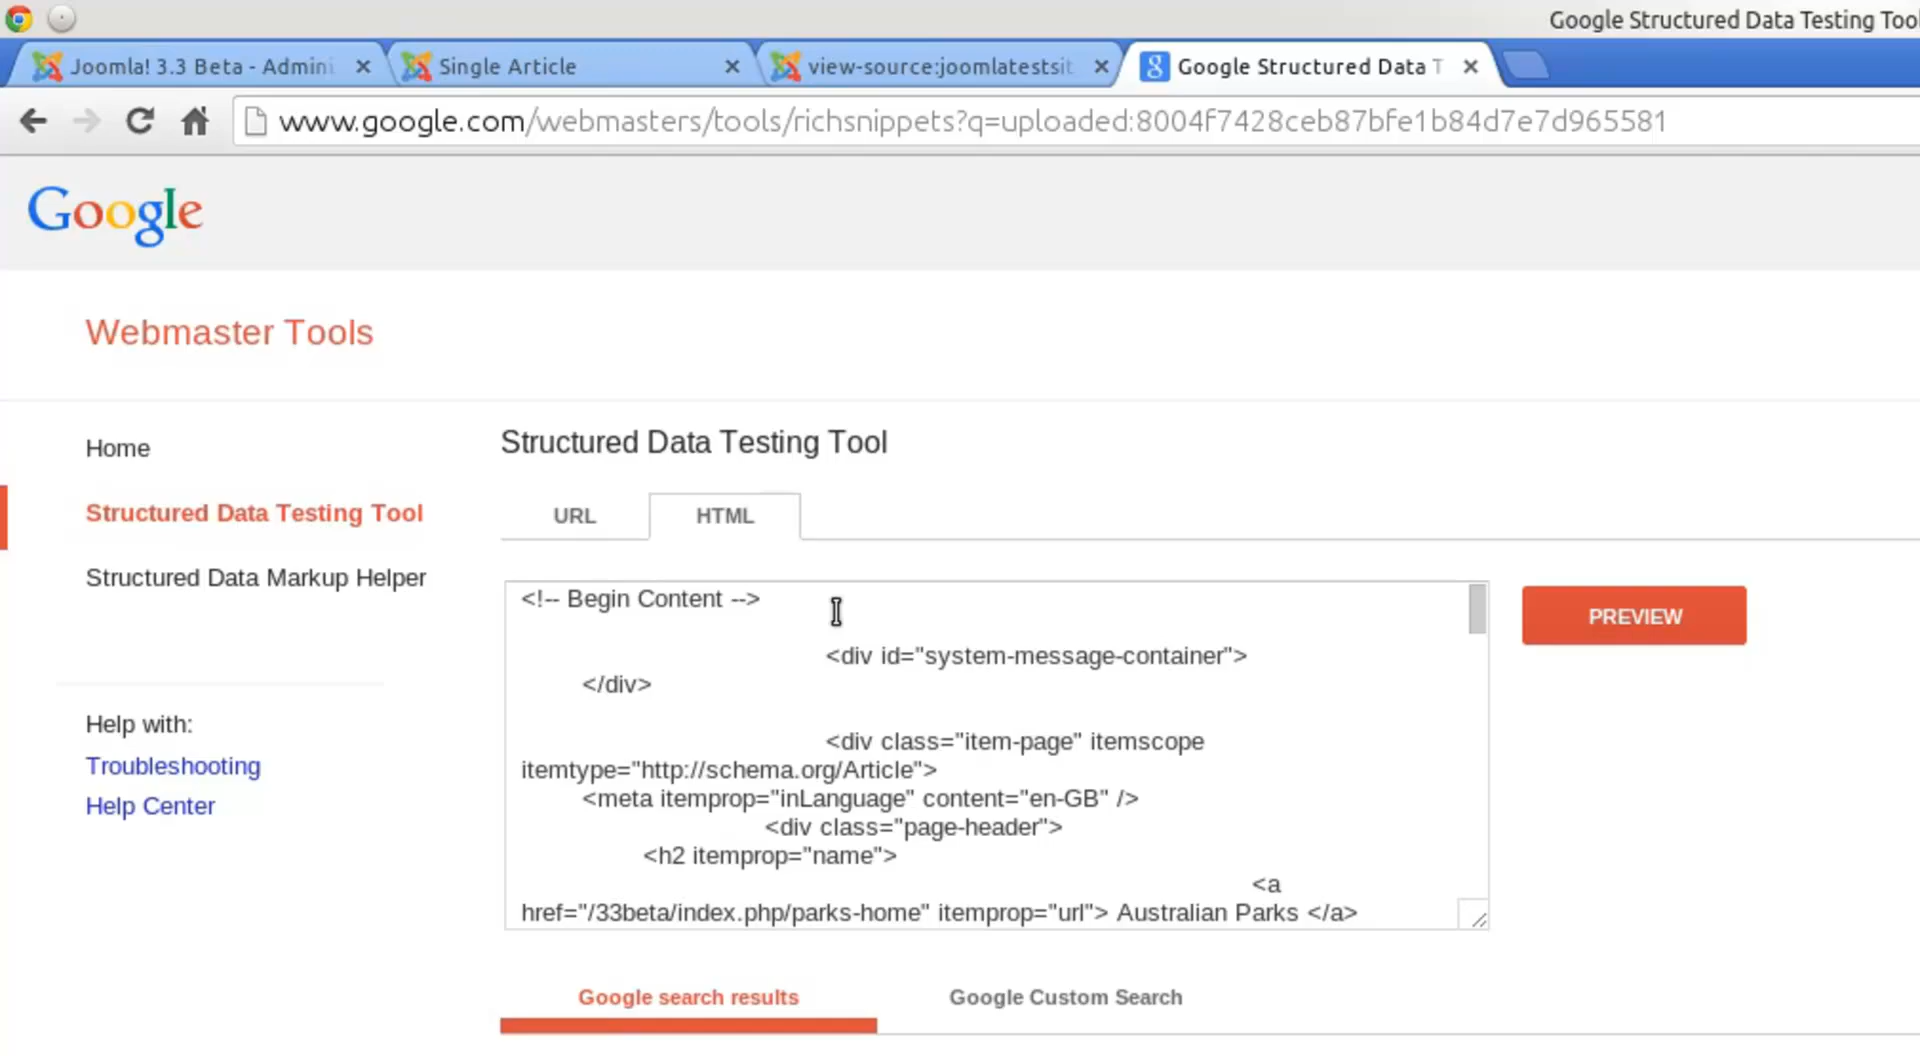 Google Structured Data Testing Tool
Joomla! 3.3 Beta - Admini
Single Article
view-source:joomlatestsit
Google Structured Data T
www.google.com/webmasters/tools/richsnippets?q=uploaded:8004f7428ceb87bfe1b84d7e7d965581
Google
Webmaster Tools
Home
Structured Data Testing Tool
Structured Data Markup Helper
Help with:
Troubleshooting
Help Center
Structured Data Testing Tool
URL
HTML
<!-- Begin Content -->
<div id="system-message-container">
</div>
<div class="item-page" itemscope
itemtype="http://schema.org/Article">
<meta itemprop="inLanguage" content="en-GB" />
<div class="page-header">
<h2 itemprop="name">
<a
href="/33beta/index.php/parks-home" itemprop="url"> Australian Parks </a>
PREVIEW
Google search results
Google Custom Search